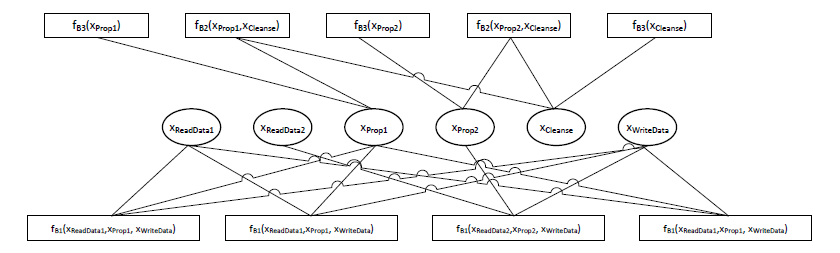 fB3(xProp1)
fB2(xProp1,xCleanse)
fB3(xProp2)
fB2(xProp2,xCleanse)
fB3(xCleanse)
xReadData1
xReadData2
xProp1
xProp2
xCleanse
xWriteData
fB1(xReadData1,xProp1, xWriteData)
fB1(xReadData1,xProp1, xWriteData)
fB1(xReadData2,xProp2, xWriteData)
fB1(xReadData1,xProp1, xWriteData)